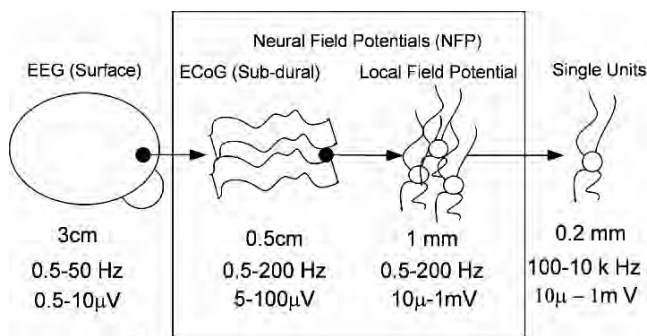 Neural Field Potentials (NFP)
EEG (Surface) ECoG (Sub-dural) Local Field Potential Single Units
3cm 0.5cm 1 mm 0.2 mm
0.5-50 Hz 0.5-200 Hz 0.5-200 Hz 100-10 k Hz
0.5-10μV 5-100μV 10μ-1mV 10μ – 1m V